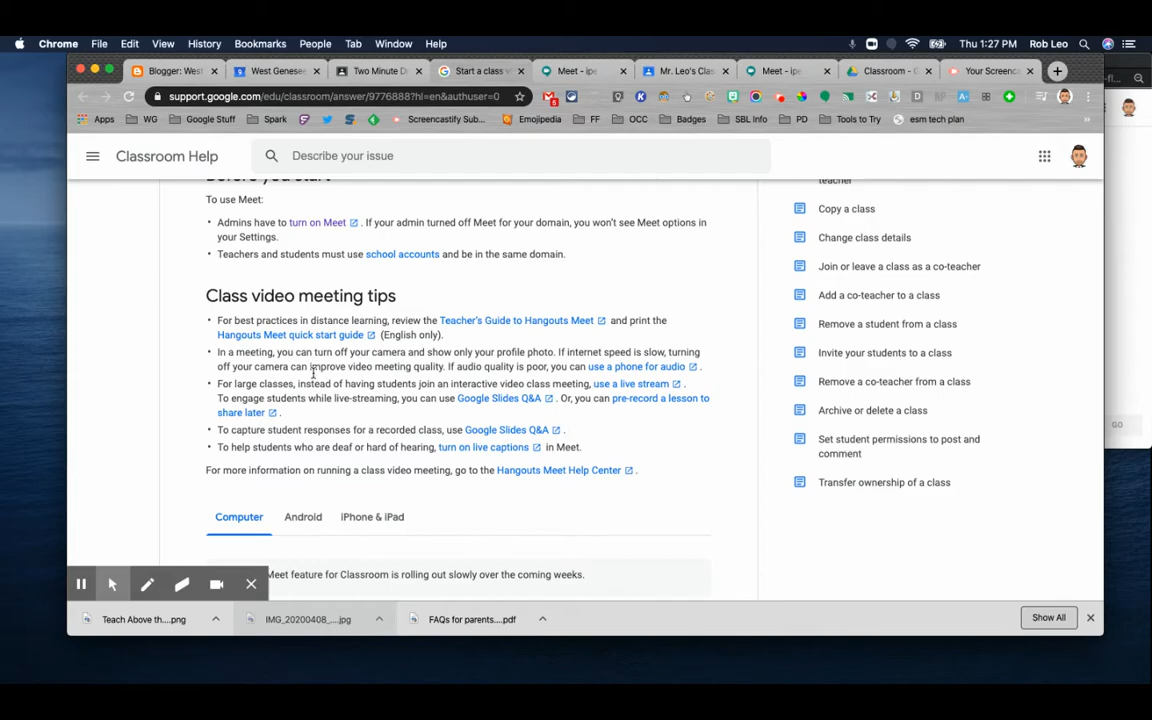 Chrome File Edit View History Bookmarks People Tab Window Help Thu 1:27 PM Rob Leo
Blogger: West West Genesee Two Minute D Start a class v Meet - ipe Mr. Leo's Clas Meet - ipe Classroom - G Your Screenca
support.google.com/edu/classroom/answer/9776888?hl=en&authuser=0
Apps WG Google Stuff Spark Screencastify Sub... Emojipedia FF OCC Badges SBL Info PD Tools to Try esm tech plan »
Classroom Help Describe your issue
Before you start
To use Meet:
• Admins have to turn on Meet . If your admin turned off Meet for your domain, you won't see Meet options in
your Settings.
• Teachers and students must use school accounts and be in the same domain.
Class video meeting tips
• For best practices in distance learning, review the Teacher's Guide to Hangouts Meet and print the
Hangouts Meet quick start guide (English only).
• In a meeting, you can turn off your camera and show only your profile photo. If internet speed is slow, turning
off your camera can improve video meeting quality. If audio quality is poor, you can use a phone for audio .
• For large classes, instead of having students join an interactive video class meeting, use a live stream .
To engage students while live-streaming, you can use Google Slides Q&A . Or, you can pre-record a lesson to
share later .
• To capture student responses for a recorded class, use Google Slides Q&A .
• To help students who are deaf or hard of hearing, turn on live captions in Meet.
For more information on running a class video meeting, go to the Hangouts Meet Help Center .
Computer Android iPhone & iPad
Meet feature for Classroom is rolling out slowly over the coming weeks.
teacher
Copy a class
Change class details
Join or leave a class as a co-teacher
Add a co-teacher to a class
Remove a student from a class
Invite your students to a class
Remove a co-teacher from a class
Archive or delete a class
Set student permissions to post and
comment
Transfer ownership of a class
GO
Teach Above th....png IMG_20200408_....jpg FAQs for parents....pdf Show All